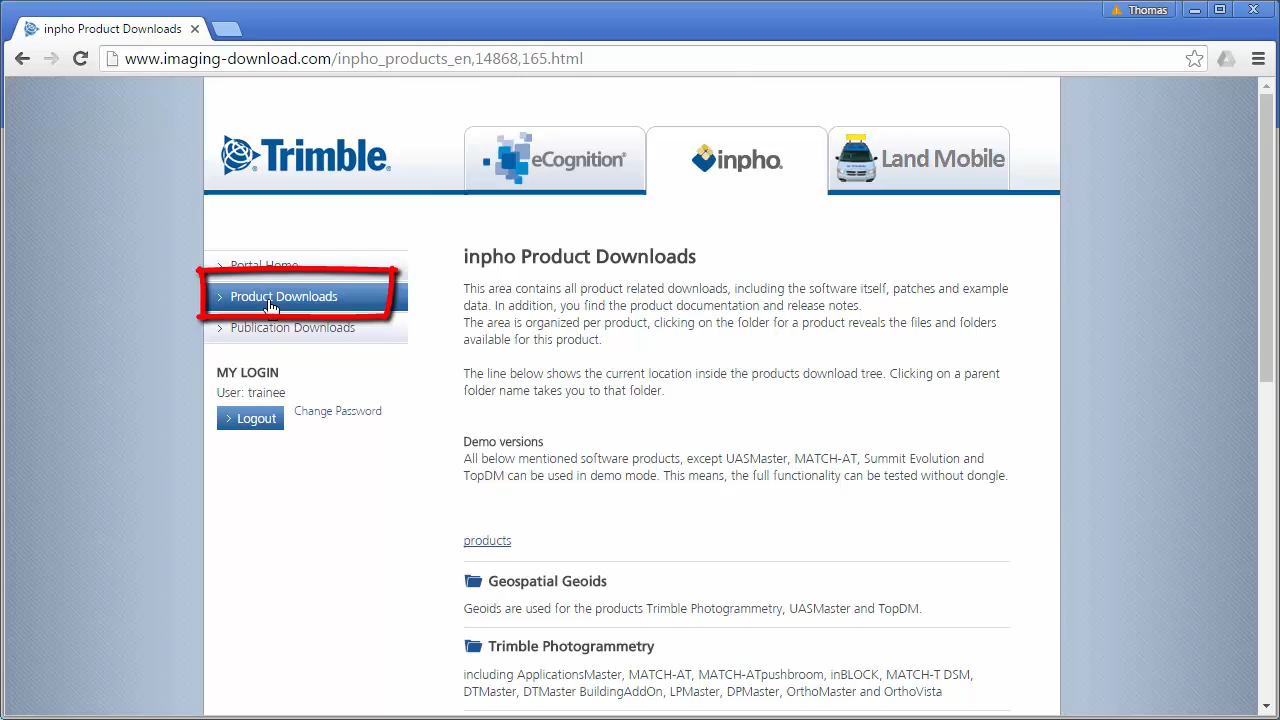 inpho Product Downloads
Thomas
www.imaging-download.com/inpho_products_en,14868,165.html
Trimble
eCognition®
inpho.
Land Mobile
Portal Home
Product Downloads
Publication Downloads
MY LOGIN
User: trainee
Logout
Change Password
inpho Product Downloads
This area contains all product related downloads, including the software itself, patches and example
data. In addition, you find the product documentation and release notes.
The area is organized per product, clicking on the folder for a product reveals the files and folders
available for this product.
The line below shows the current location inside the products download tree. Clicking on a parent
folder name takes you to that folder.
Demo versions
All below mentioned software products, except UASMaster, MATCH-AT, Summit Evolution and
TopDM can be used in demo mode. This means, the full functionality can be tested without dongle.
products
Geospatial Geoids
Geoids are used for the products Trimble Photogrammetry, UASMaster and TopDM.
Trimble Photogrammetry
including ApplicationsMaster, MATCH-AT, MATCH-ATpushbroom, inBLOCK, MATCH-T DSM,
DTMaster, DTMaster BuildingAddOn, LPMaster, DPMaster, OrthoMaster and OrthoVista